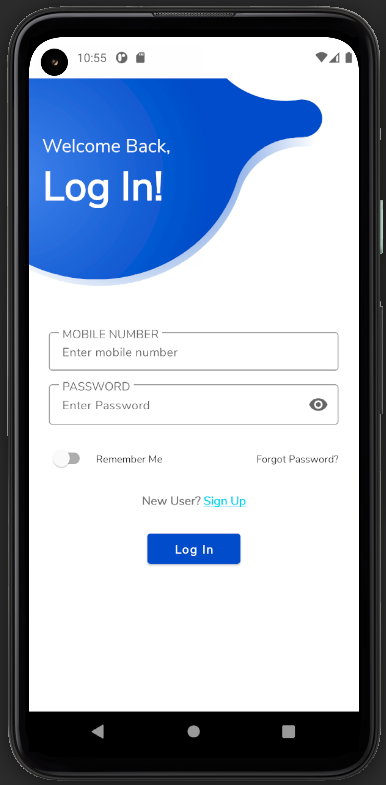 10:55
Welcome Back,
Log In!
MOBILE NUMBER
Enter mobile number
PASSWORD
Enter Password
Remember Me Forgot Password?
New User? Sign Up
Log In